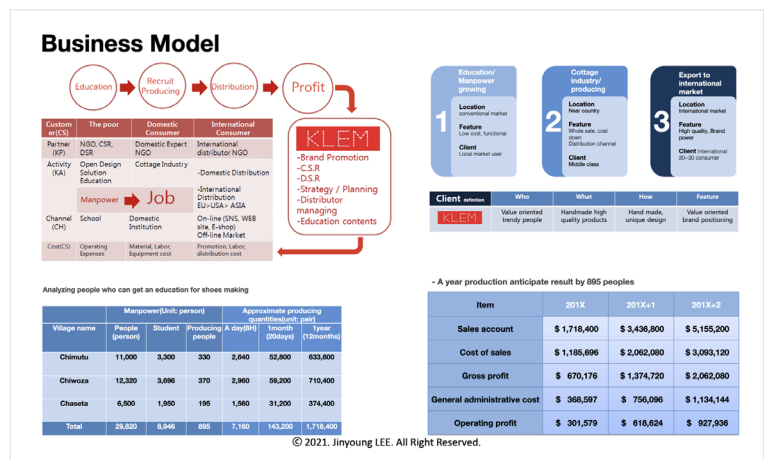 Business Model
Education
Recruit
Producing
Distribution
Profit
Custom
er(CS)
The poor
Domestic
Consumer
International
Consumer
Partner
(KP)
NGO, CSR,
DSR
Domestic Expert
NGO
International
distributor NGO
Activity
(KA)
Open Design
Solution
Education
Cottage Industry
-Domestic Distribution
-International
Distribution
EU>USA> ASIA
Manpower
Job
Channel
(CH)
School
Domestic
Institution
On-line (SNS, WEB
site, E-shop)
Off-line Market
Cost(CS)
Operating
Expenses
Material, Labor,
Equipment cost
Promotion, Labor,
distribution cost
KLEM
-Brand Promotion
-C.S.R
-D.S.R
-Strategy / Planning
-Distributor
managing
-Education contents
1
Education/
Manpower
growing
Location
conventional market
Feature
Low cost, functional
Client
Local market user
2
Cottage
industry/
producing
Location
Near country
Feature
Whole sale, cost
down
Distribution channel
Client
Middle class
3
Export to
international
market
Location
International market
Feature
High quality, Brand
power
Client International
20~30 consumer
Client definition
Who
What
How
Feature
KLEM
Value oriented
trendy people
Handmade high
quality products
Hand made,
unique design
Value oriented
brand positioning
Analyzing people who can get an education for shoes making
Manpower(Unit: person)
Approximate producing
quantities(unit: pair)
Village name
People
(person)
Student
Producing
people
A day(8H)
1month
(20days)
1year
(12months)
Chimutu 11,000 3,300 330 2,640 52,800 633,600
Chiwoza 12,320 3,696 370 2,960 59,200 710,400
Chaseta 6,500 1,950 195 1,560 31,200 374,400
Total 29,820 8,946 895 7,160 143,200 1,718,400
- A year production anticipate result by 895 peoples
Item 201X 201X+1 201X+2
Sales account $ 1,718,400 $ 3,436,800 $ 5,155,200
Cost of sales $ 1,185,696 $ 2,062,080 $ 3,093,120
Gross profit $ 670,176 $ 1,374,720 $ 2,062,080
General administrative cost $ 368,597 $ 756,096 $ 1,134,144
Operating profit $ 301,579 $ 618,624 $ 927,936
© 2021. Jinyoung LEE. All Right Reserved.